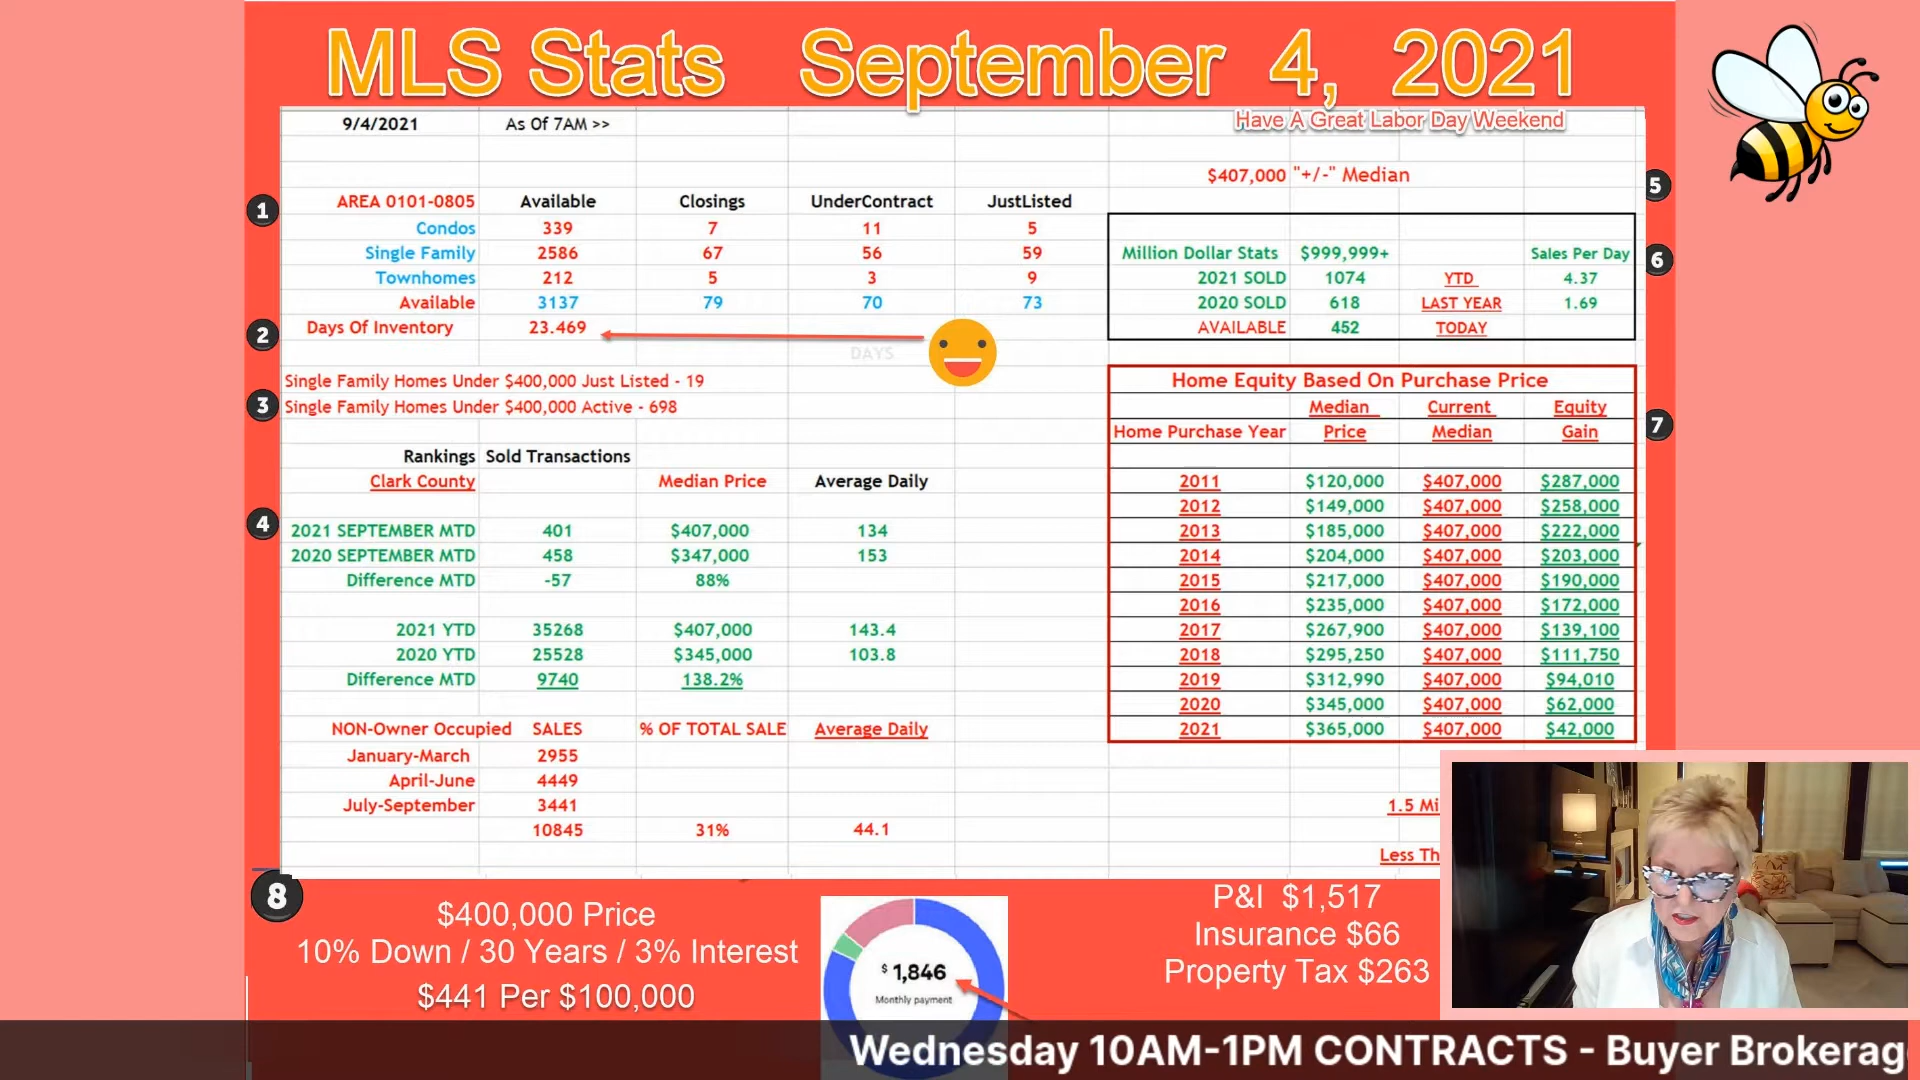 MLS Stats September 4, 2021
Have A Great Labor Day Weekend
9/4/2021 As Of 7AM >>
$407,000 "+/-" Median
5
1
AREA 0101-0805 Available Closings UnderContract JustListed
Condos 339 7 11 5
Single Family 2586 67 56 59
Townhomes 212 5 3 9
Available 3137 79 70 73
2
Days Of Inventory 23.469
DAYS
Million Dollar Stats $999,999+ Sales Per Day
6
2021 SOLD 1074 YTD 4.37
2020 SOLD 618 LAST YEAR 1.69
AVAILABLE 452 TODAY
3
Single Family Homes Under $400,000 Just Listed - 19
Single Family Homes Under $400,000 Active - 698
Rankings Sold Transactions
Clark County Median Price Average Daily
4
2021 SEPTEMBER MTD 401 $407,000 134
2020 SEPTEMBER MTD 458 $347,000 153
Difference MTD -57 88%
2021 YTD 35268 $407,000 143.4
2020 YTD 25528 $345,000 103.8
Difference MTD 9740 138.2%
NON-Owner Occupied SALES % OF TOTAL SALE Average Daily
January-March 2955
April-June 4449
July-September 3441
10845 31% 44.1
Home Equity Based On Purchase Price
Median Current Equity
7
Home Purchase Year Price Median Gain
2011 $120,000 $407,000 $287,000
2012 $149,000 $407,000 $258,000
2013 $185,000 $407,000 $222,000
2014 $204,000 $407,000 $203,000
2015 $217,000 $407,000 $190,000
2016 $235,000 $407,000 $172,000
2017 $267,900 $407,000 $139,100
2018 $295,250 $407,000 $111,750
2019 $312,990 $407,000 $94,010
2020 $345,000 $407,000 $62,000
2021 $365,000 $407,000 $42,000
1.5 Mi
Less Th
8
$400,000 Price
10% Down / 30 Years / 3% Interest
$441 Per $100,000
$ 1,846
Monthly payment
P&I $1,517
Insurance $66
Property Tax $263
Wednesday 10AM-1PM CONTRACTS - Buyer Brokerag